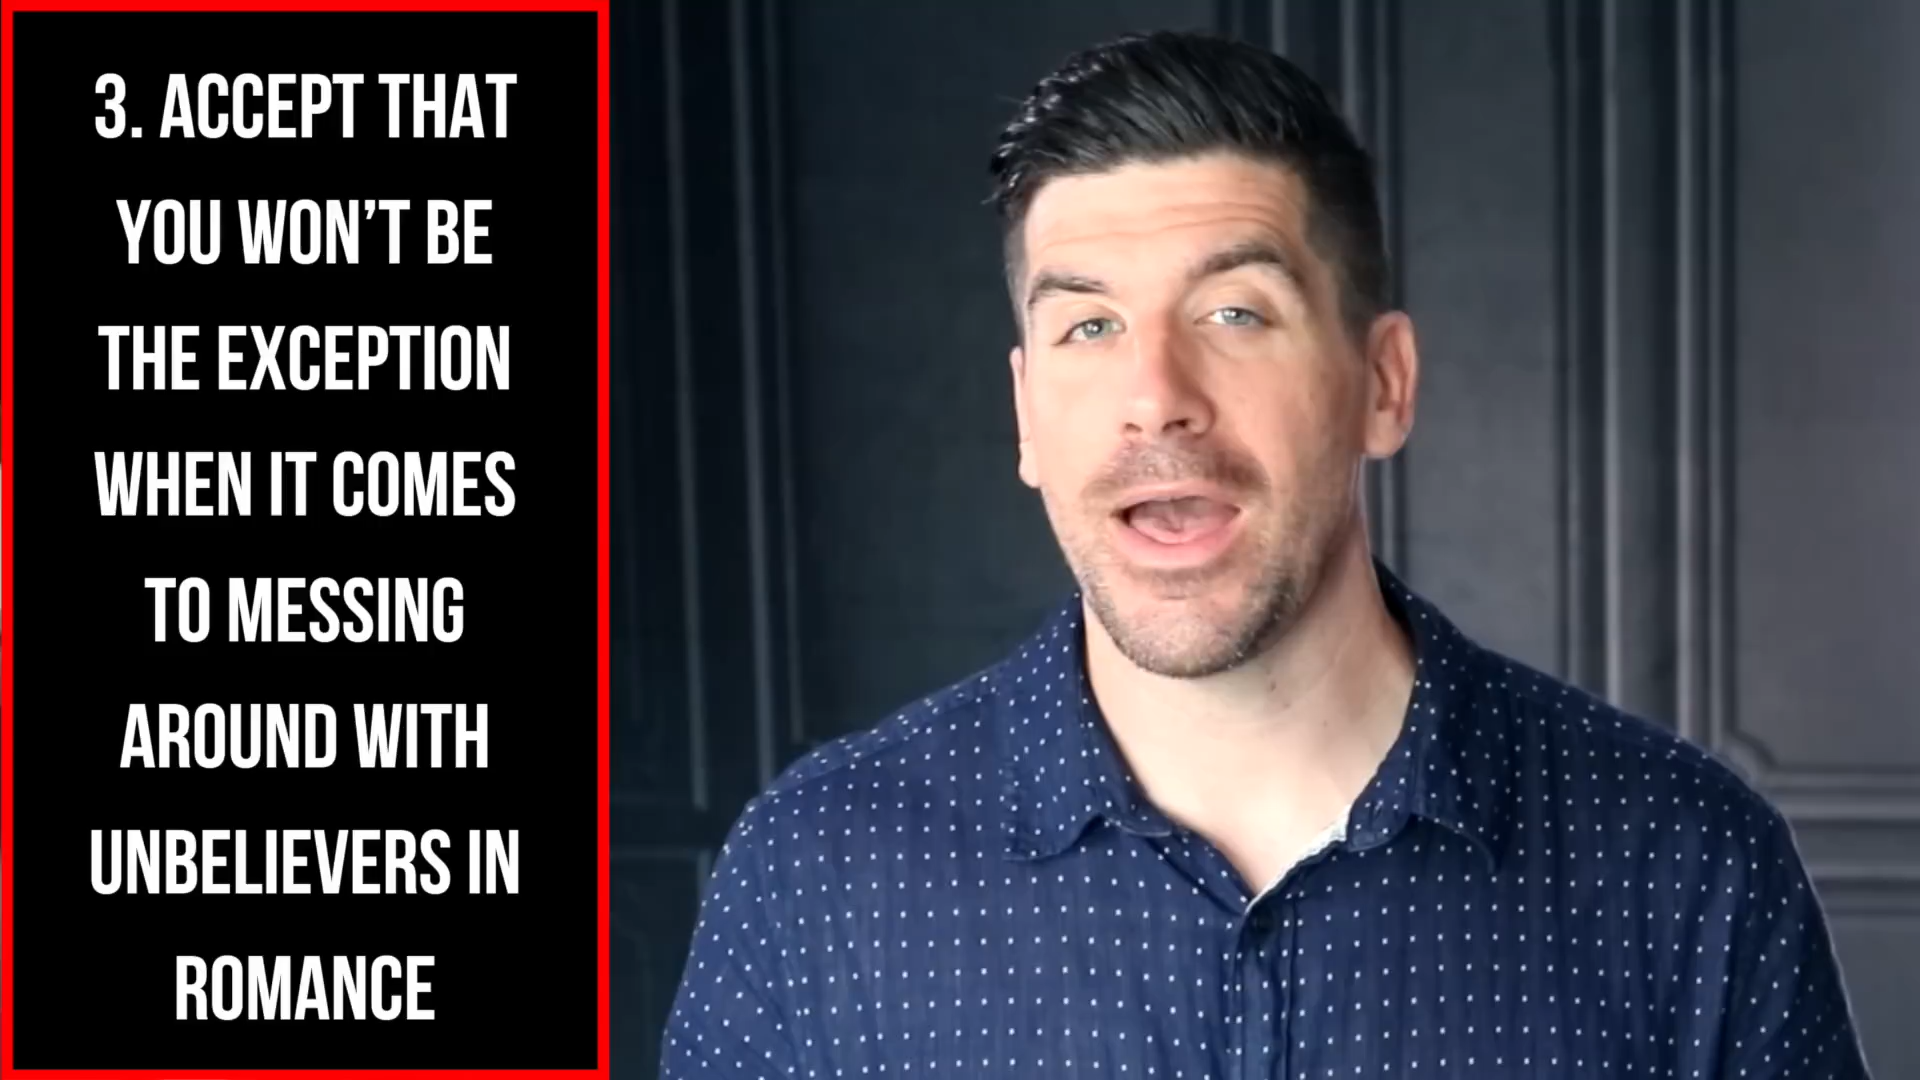 3. ACCEPT THAT
YOU WON'T BE
THE EXCEPTION
WHEN IT COMES
TO MESSING
AROUND WITH
UNBELIEVERS IN
ROMANCE